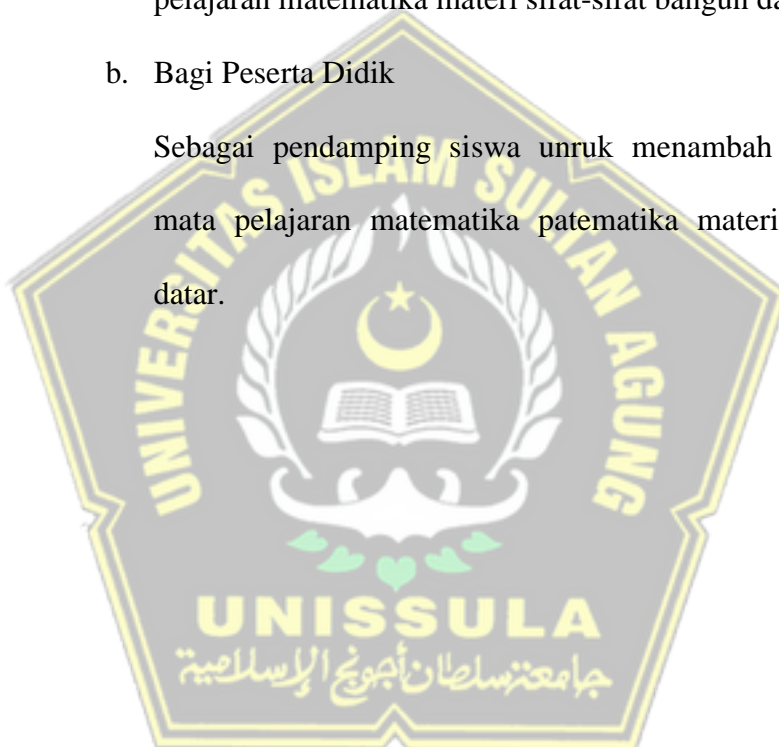 pelajaran matematika materi sifat-sifat bangun da
b. Bagi Peserta Didik
Sebagai pendamping siswa unruk menambah
mata pelajaran matematika patematika materi
datar.
UNIVERSITAS ISLAM SULTAN AGUNG
UNISSULA
جامعة سلطان أجونج الإسلامية